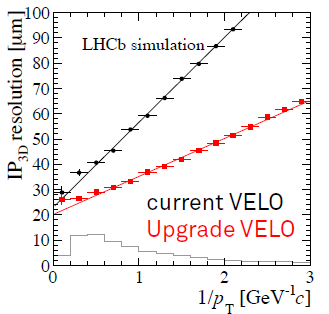 IP3D resolution [μm]
100
90
80
70
60
50
40
30
20
10
0
LHCb simulation
current VELO
Upgrade VELO
0 1 2 3
1/pT [GeV-1c]